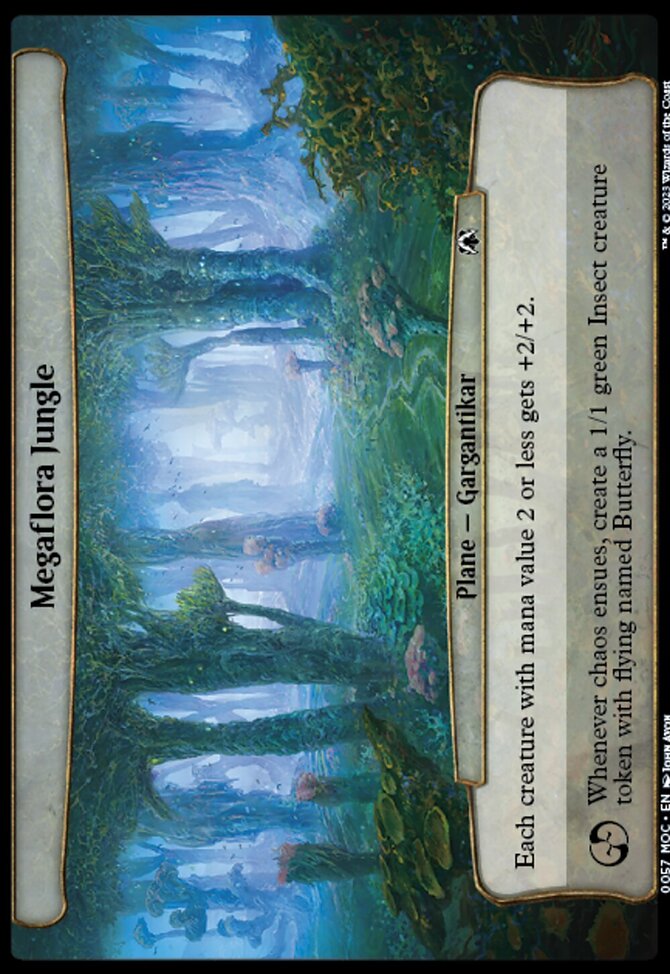 Megaflora Jungle
Plane — Gargantikar
Each creature with mana value 2 or less gets +2/+2.
Whenever chaos ensues, create a 1/1 green Insect creature
token with flying named Butterfly.
0057 MOC • EN JOHN AVON
™ & © 2023 Wizards of the Coast